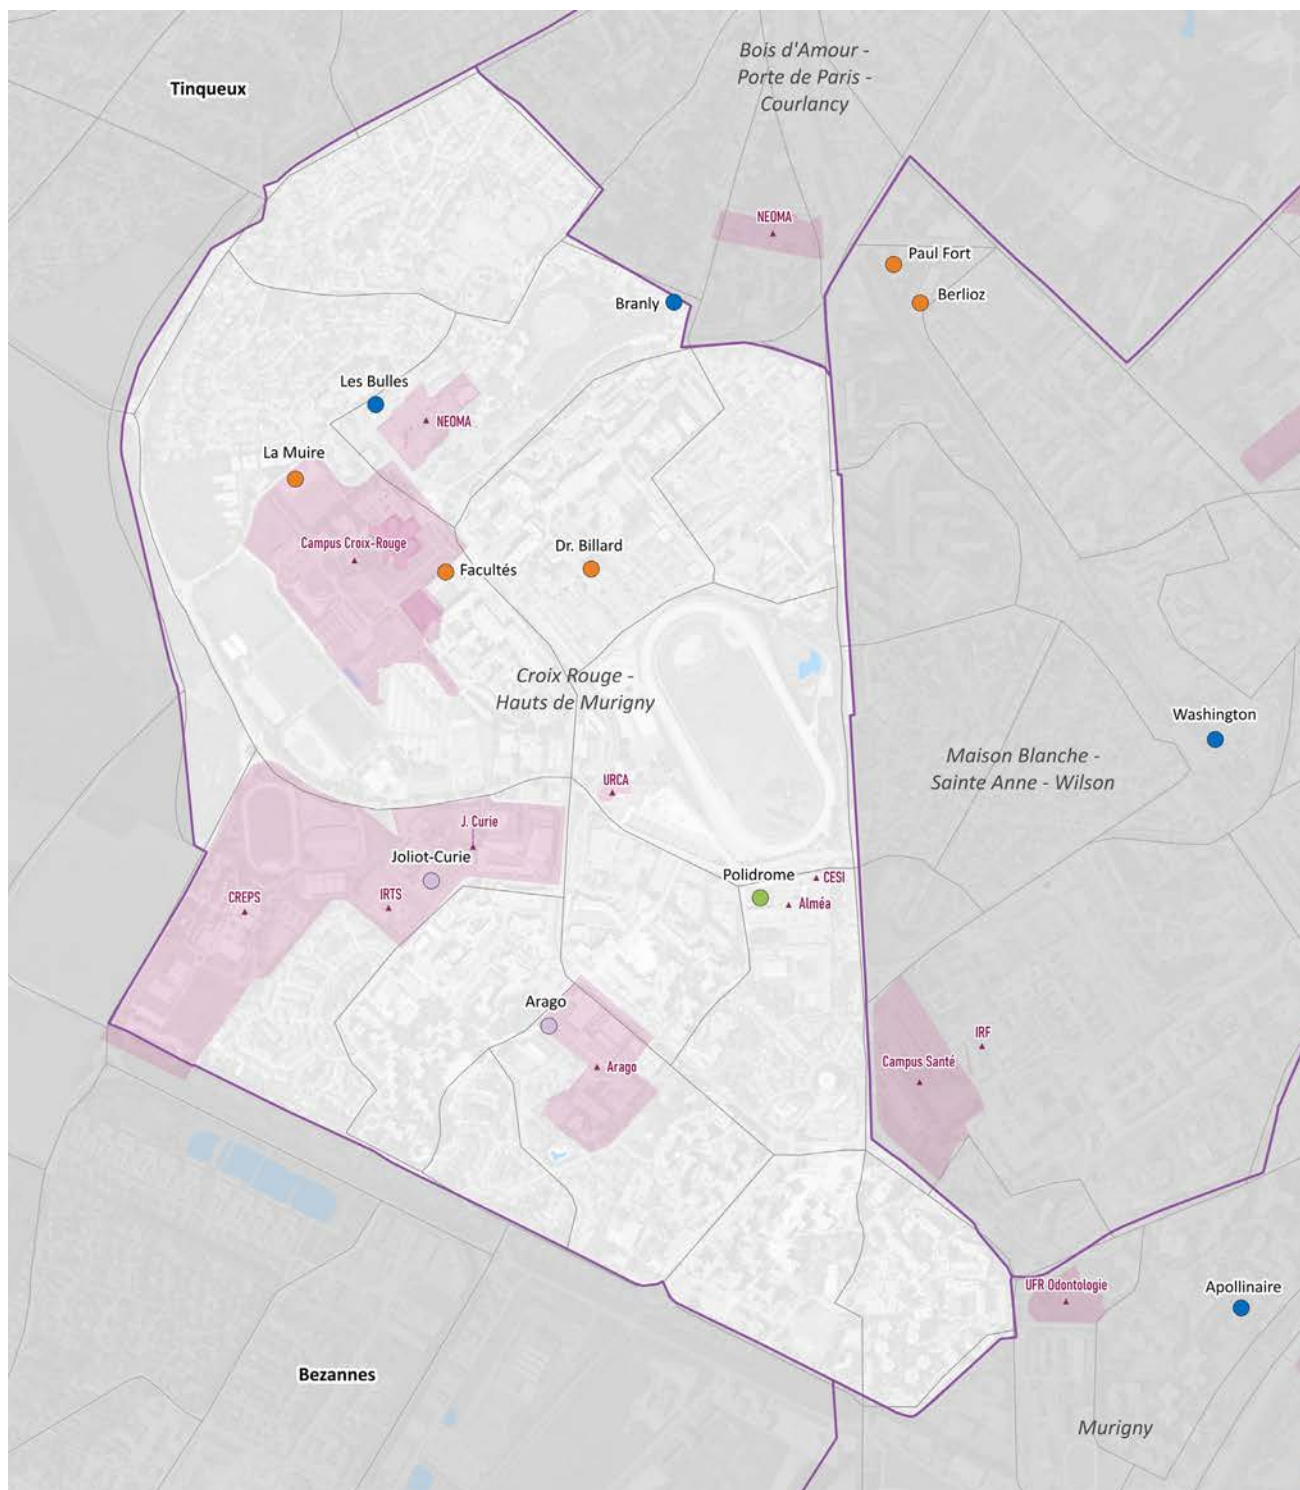 Bois d'Amour -
Porte de Paris -
Courlancy
Tinqueux
NEOMA
Paul Fort
Berlioz
Branly
Les Bulles
NEOMA
La Muire
Campus Croix-Rouge
Dr. Billard
Facultés
Croix Rouge -
Hauts de Murigny
Washington
Maison Blanche -
Sainte Anne - Wilson
URCA
J. Curie
Joliot-Curie
Polidrome
CESI
CREPS
IRTS
Alméa
Arago
IRF
Campus Santé
Arago
UFR Odontologie
Apollinaire
Bezannes
Murigny